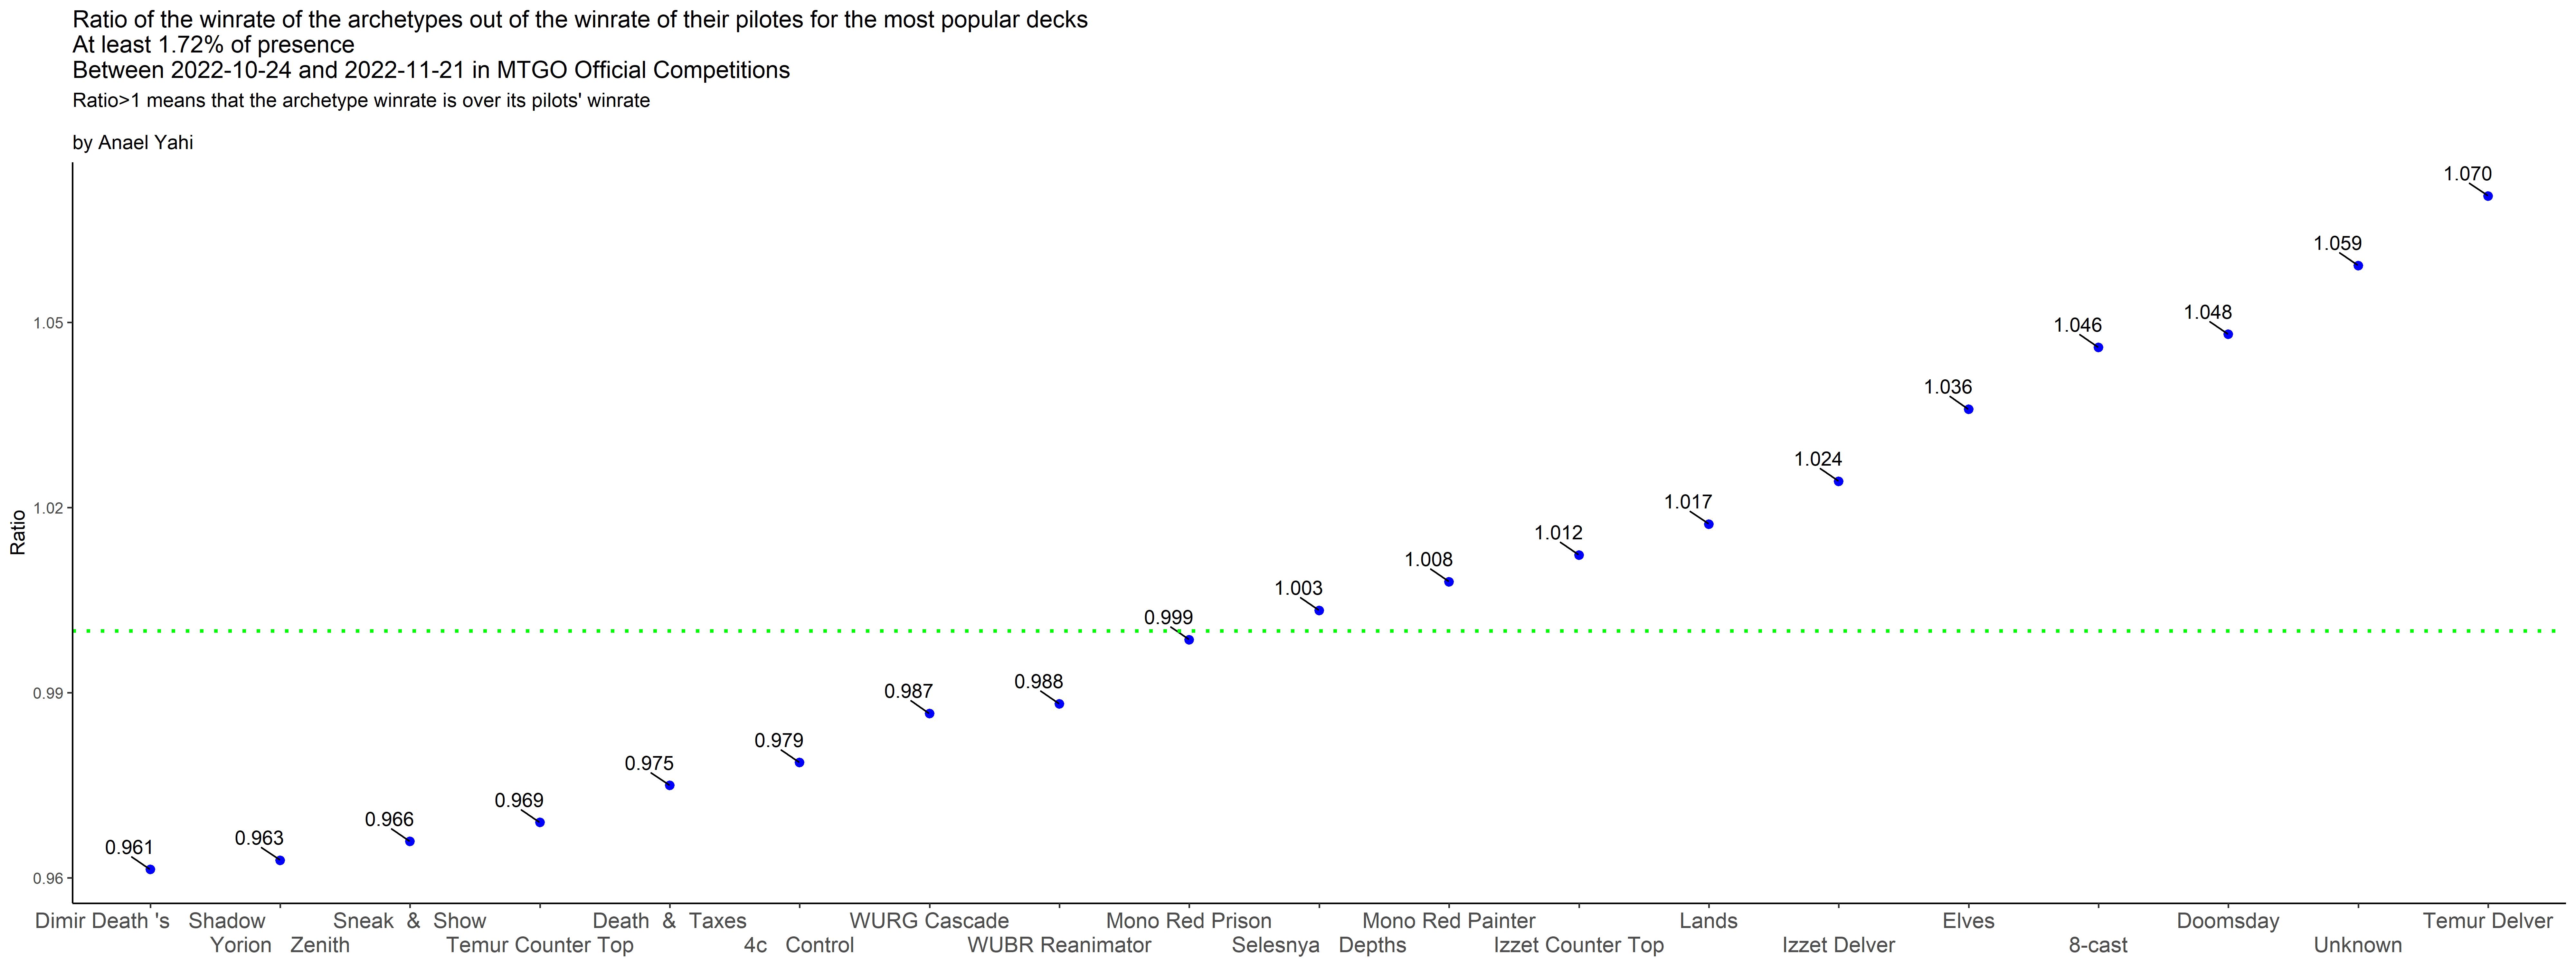 Ratio of the winrate of the archetypes out of the winrate of their pilotes for the most popular decks
At least 1.72% of presence
Between 2022-10-24 and 2022-11-21 in MTGO Official Competitions
Ratio>1 means that the archetype winrate is over its pilots' winrate
by Anael Yahi
Ratio
1.05
1.02
0.99
0.96
0.961
0.963
0.966
0.969
0.975
0.979
0.987
0.988
0.999
1.003
1.008
1.012
1.017
1.024
1.036
1.046
1.048
1.059
1.070
Dimir Death 's Shadow
Yorion Zenith
Sneak & Show
Temur Counter Top
Death & Taxes
4c Control
WURG Cascade
WUBR Reanimator
Mono Red Prison
Selesnya Depths
Mono Red Painter
Izzet Counter Top
Lands
Izzet Delver
Elves
8-cast
Doomsday
Unknown
Temur Delver